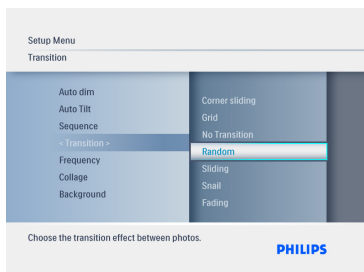 Setup Menu
Transition
Auto dim
Auto Tilt
Sequence
< Transition >
Frequency
Collage
Background
Corner sliding
Grid
No Transition
Random
Sliding
Snail
Fading
Choose the transition effect between photos.
PHILIPS